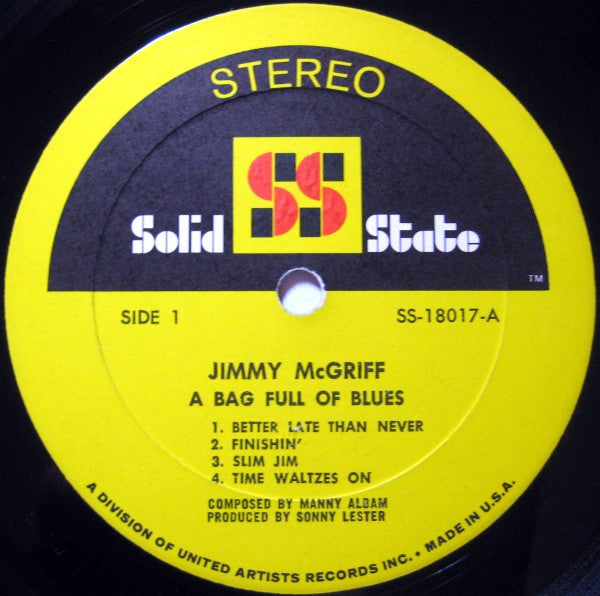 STEREO
SS
Solid State
TM
SIDE 1 SS-18017-A
JIMMY McGRIFF
A BAG FULL OF BLUES
1. BETTER LATE THAN NEVER
2. FINISHIN'
3. SLIM JIM
4. TIME WALTZES ON
COMPOSED BY MANNY ALBAM
PRODUCED BY SONNY LESTER
A DIVISION OF UNITED ARTISTS RECORDS INC. • MADE IN U.S.A.